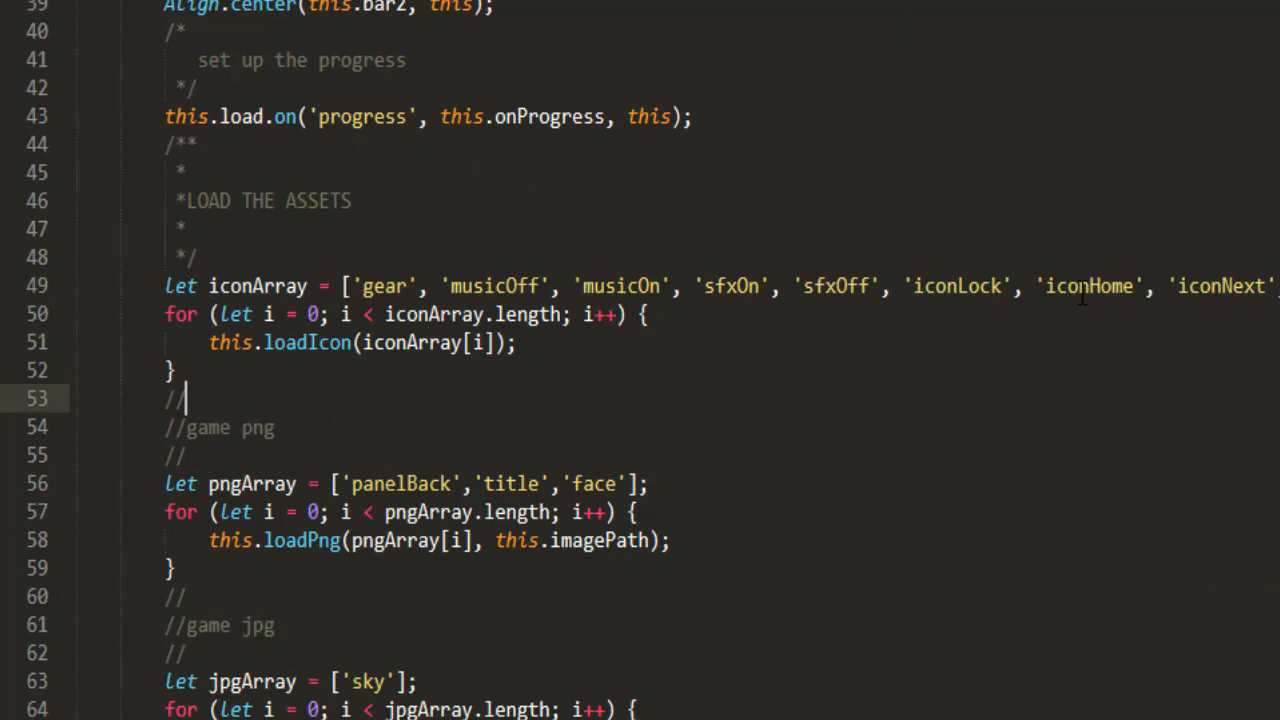 39 Align.center(this.bar2, this);
40 /*
41 set up the progress
42 */
43 this.load.on('progress', this.onProgress, this);
44 /**
45 *
46 *LOAD THE ASSETS
47 *
48 */
49 let iconArray = ['gear', 'musicOff', 'musicOn', 'sfxOn', 'sfxOff', 'iconLock', 'iconHome', 'iconNext',
50 for (let i = 0; i < iconArray.length; i++) {
51 this.loadIcon(iconArray[i]);
52 }
53 //
54 //game png
55 //
56 let pngArray = ['panelBack','title','face'];
57 for (let i = 0; i < pngArray.length; i++) {
58 this.loadPng(pngArray[i], this.imagePath);
59 }
60 //
61 //game jpg
62 //
63 let jpgArray = ['sky'];
64 for (let i = 0; i < jpgArray.length; i++) {